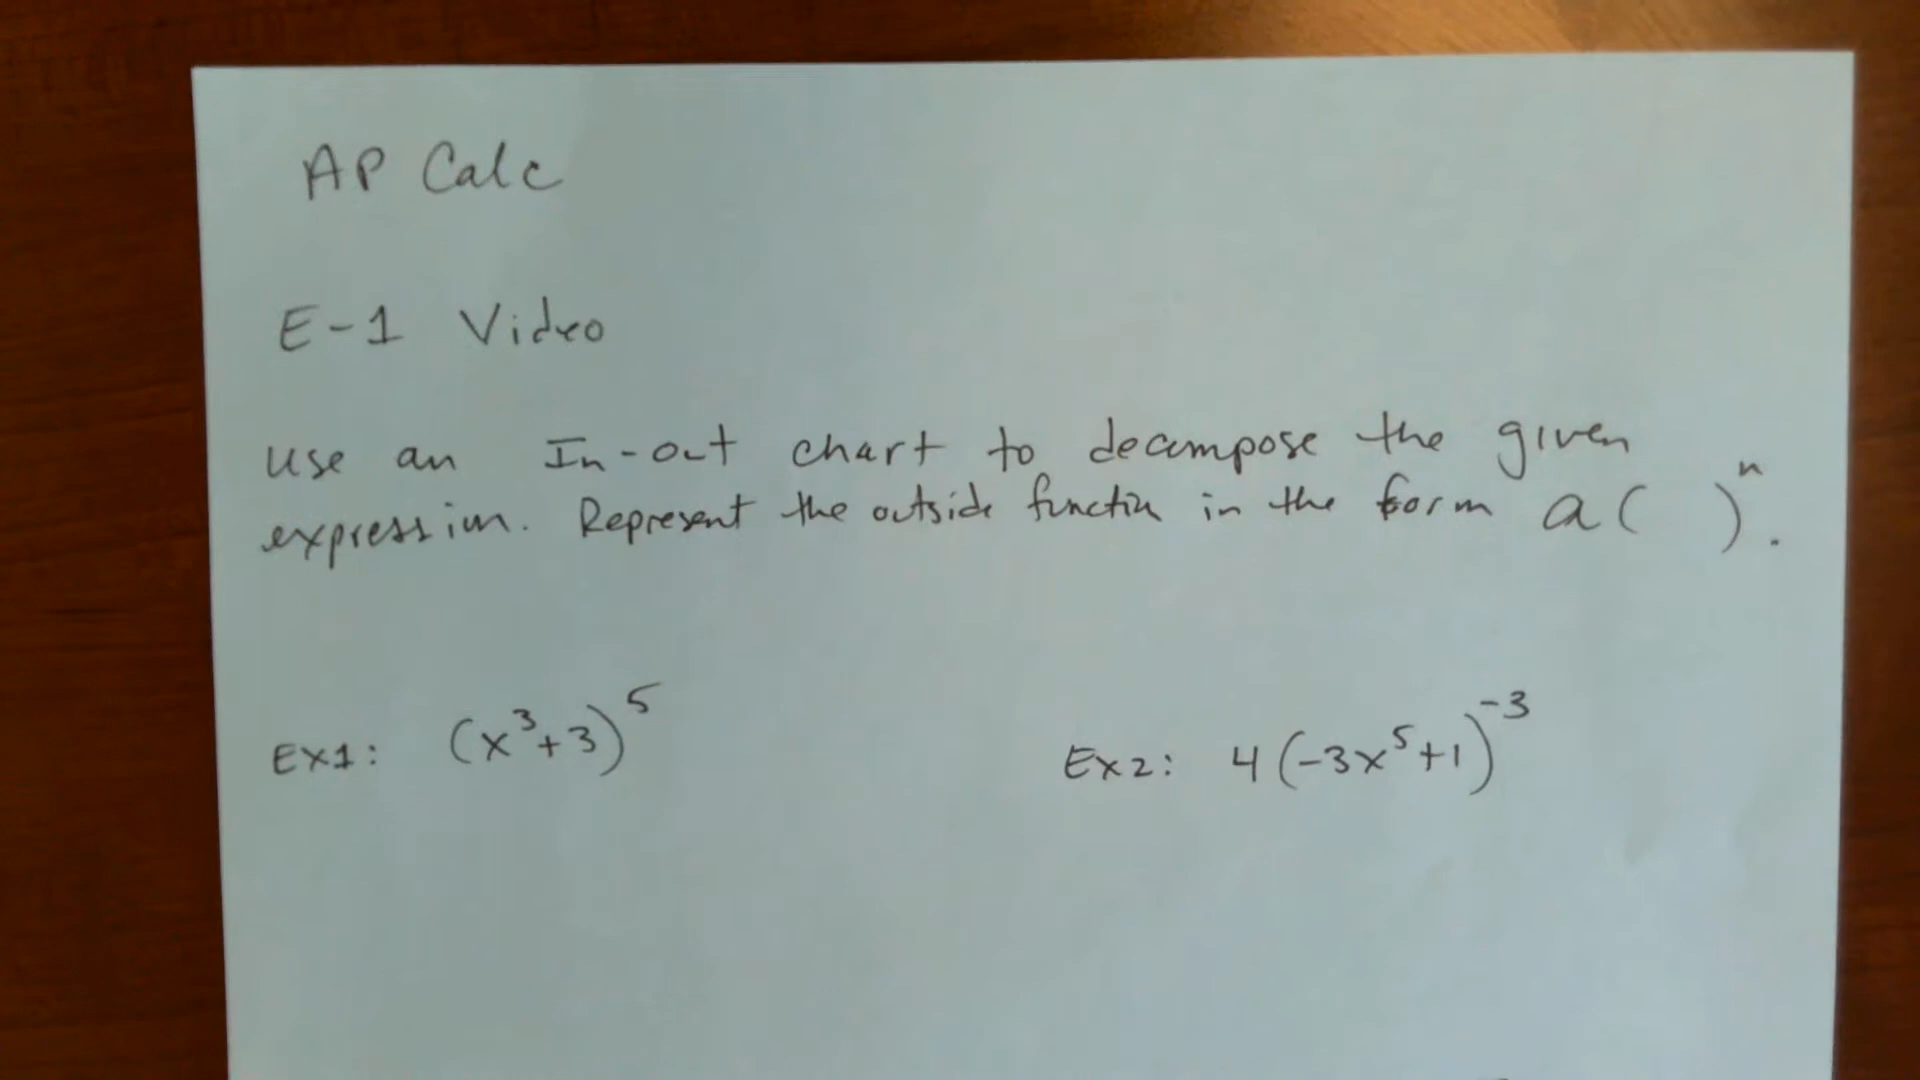 AP Calc
E-1 Video
Use an In-out chart to decompose the given
expression. Represent the outside function in the form a( )ⁿ.
Ex1: (x³+3)⁵ Ex2: 4(-3x⁵+1)⁻³